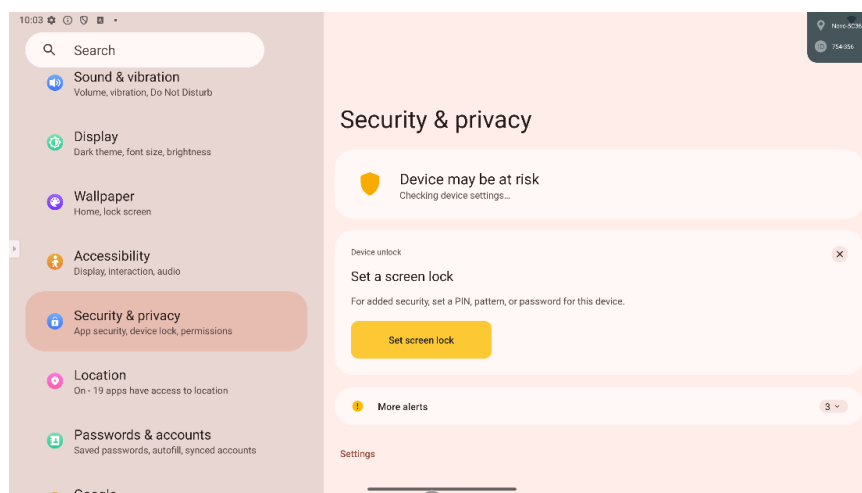 10:03
Search
Sound & vibration
Volume, vibration, Do Not Disturb
Display
Dark theme, font size, brightness
Wallpaper
Home, lock screen
Accessibility
Display, interaction, audio
Security & privacy
App security, device lock, permissions
Location
On - 19 apps have access to location
Passwords & accounts
Saved passwords, autofill, synced accounts
Security & privacy
Device may be at risk
Checking device settings...
Device unlock
Set a screen lock
For added security, set a PIN, pattern, or password for this device.
Set screen lock
More alerts
3
Settings
ID
754-956